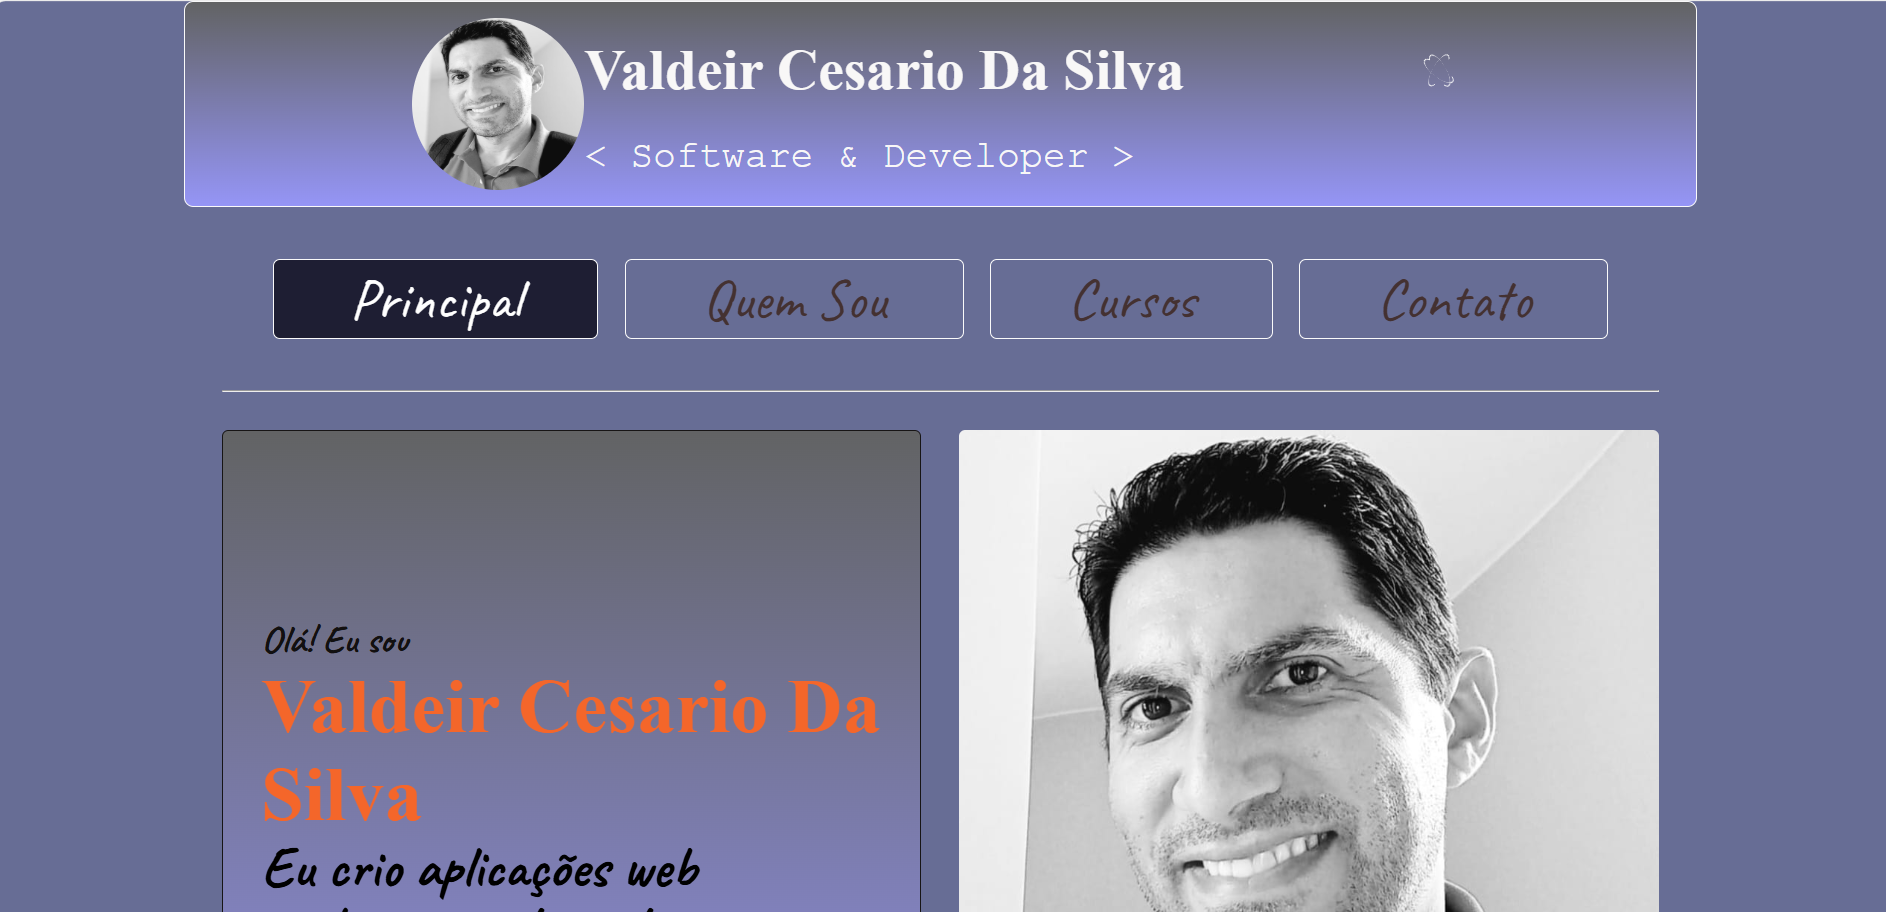 Valdeir Cesario Da Silva
< Software & Developer >
Principal
Quem Sou
Cursos
Contato
Olá! Eu sou
Valdeir Cesario Da
Silva
Eu crio aplicações web